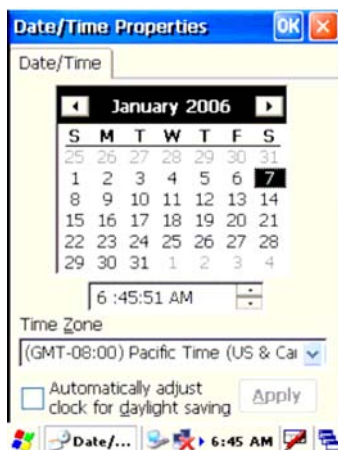 Date/Time Properties OK
Date/Time
January 2006
S M T W T F S
25 26 27 28 29 30 31
1 2 3 4 5 6 7
8 9 10 11 12 13 14
15 16 17 18 19 20 21
22 23 24 25 26 27 28
29 30 31 1 2 3 4
6 :45:51 AM
Time Zone
(GMT-08:00) Pacific Time (US & Car
Automatically adjust
clock for daylight saving
Apply
Date/... 6:45 AM